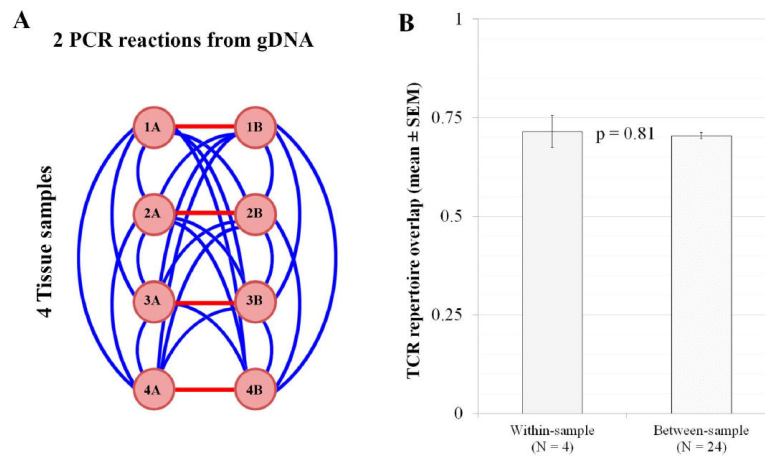 A
2 PCR reactions from gDNA
4 Tissue samples
1A
1B
2A
2B
3A
3B
4A
4B
B
TCR repertoire overlap (mean ± SEM)
1
0.75
0.5
0.25
0
p = 0.81
Within-sample
(N = 4)
Between-sample
(N = 24)